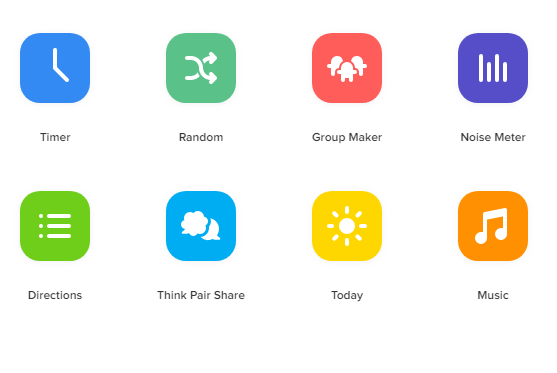 Timer
Random
Group Maker
Noise Meter
Directions
Think Pair Share
Today
Music